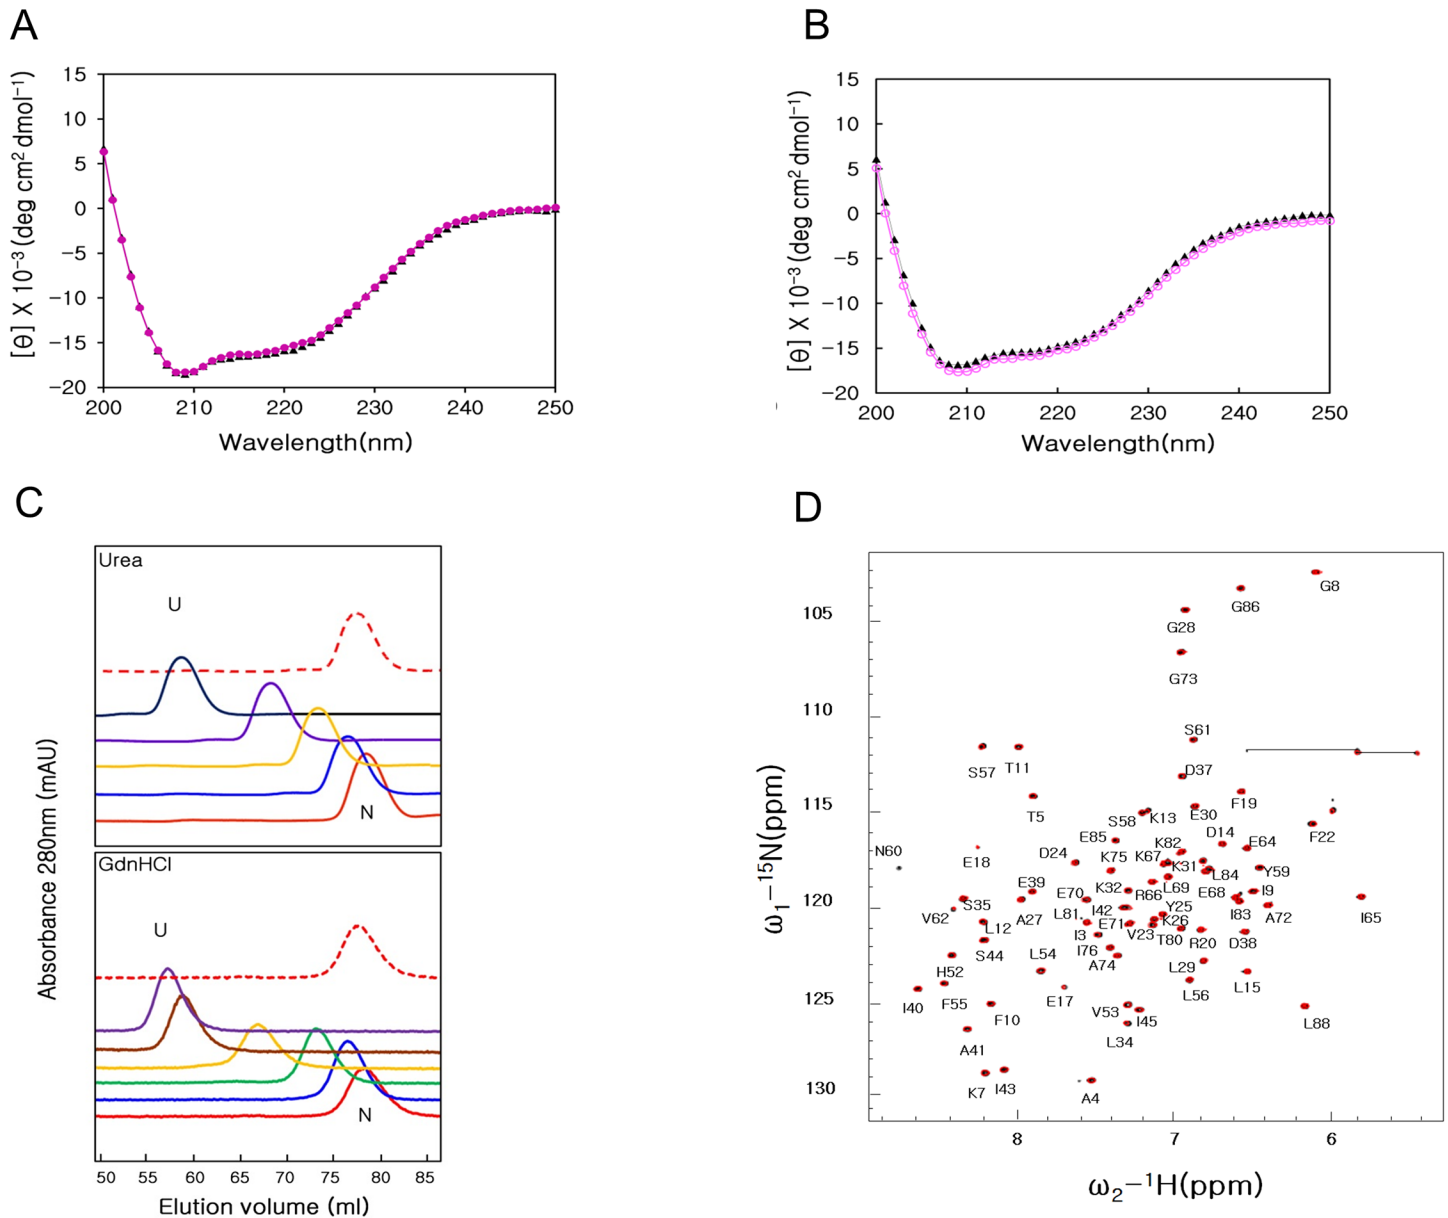 A
B
[θ] X 10⁻³ (deg cm² dmol⁻¹)
15
10
5
0
−5
−10
−15
−20
200
210
220
230
240
250
Wavelength(nm)
[θ] X 10⁻³ (deg cm² dmol⁻¹)
15
10
5
0
−5
−10
−15
−20
200
210
220
230
240
250
Wavelength(nm)
C
D
Absorbance 280nm (mAU)
Urea
U
N
GdnHCl
U
N
50
55
60
65
70
75
80
85
Elution volume (ml)
ω₁−¹⁵N(ppm)
105
110
115
120
125
130
G8
G86
G28
G73
S61
S57
T11
D37
T5
F19
S58
K13
E30
F22
E85
D14
E64
N60
E18
D24
K75
K67
K82
K31
L84
Y59
E39
E70
K32
R66
L69
E68
I9
V62
S35
A27
L81
I42
Y25
I83
A72
I65
L12
I3
E71
V23
K26
T80
R20
D38
S44
L54
I76
A74
H52
L29
L15
I40
F55
E17
L56
F10
V53
I45
L88
A41
L34
K7
I43
A4
8
7
6
ω₂−¹H(ppm)